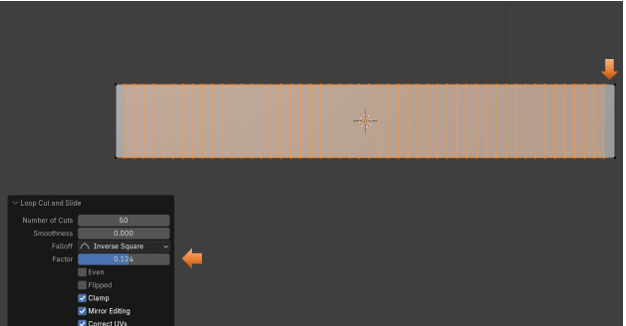 Loop Cut and Slide
Number of Cuts 50
Smoothness 0.000
Falloff Inverse Square
Factor 0.124
Even
Flipped
Clamp
Mirror Editing
Correct UVs